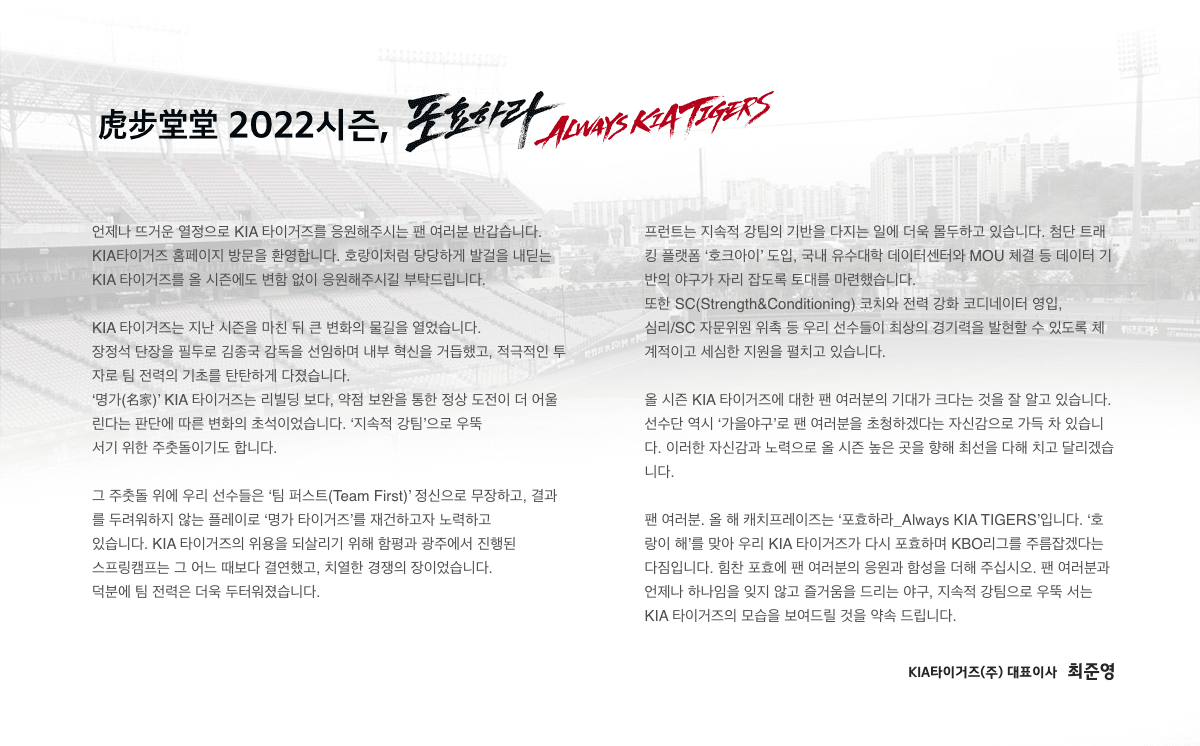 虎步堂堂 2022시즌, 포효하라 ALWAYS KIA TIGERS
언제나 뜨거운 열정으로 KIA 타이거즈를 응원해주시는 팬 여러분 반갑습니다.
KIA타이거즈 홈페이지 방문을 환영합니다. 호랑이처럼 당당하게 발걸을 내딛는
KIA 타이거즈를 올 시즌에도 변함 없이 응원해주시길 부탁드립니다.
KIA 타이거즈는 지난 시즌을 마친 뒤 큰 변화의 물길을 열었습니다.
장정석 단장을 필두로 김종국 감독을 선임하며 내부 혁신을 거듭했고, 적극적인 투
자로 팀 전력의 기초를 탄탄하게 다졌습니다.
‘명가(名家)’ KIA 타이거즈는 리빌딩 보다, 약점 보완을 통한 정상 도전이 더 어울
린다는 판단에 따른 변화의 초석이었습니다. ‘지속적 강팀’으로 우뚝
서기 위한 주춧돌이기도 합니다.
그 주춧돌 위에 우리 선수들은 ‘팀 퍼스트(Team First)’ 정신으로 무장하고, 결과
를 두려워하지 않는 플레이로 ‘명가 타이거즈’를 재건하고자 노력하고
있습니다. KIA 타이거즈의 위용을 되살리기 위해 함평과 광주에서 진행된
스프링캠프는 그 어느 때보다 결연했고, 치열한 경쟁의 장이었습니다.
덕분에 팀 전력은 더욱 두터워졌습니다.
프런트는 지속적 강팀의 기반을 다지는 일에 더욱 몰두하고 있습니다. 첨단 트래
킹 플랫폼 ‘호크아이’ 도입, 국내 유수대학 데이터센터와 MOU 체결 등 데이터 기
반의 야구가 자리 잡도록 토대를 마련했습니다.
또한 SC(Strength&Conditioning) 코치와 전력 강화 코디네이터 영입,
심리/SC 자문위원 위촉 등 우리 선수들이 최상의 경기력을 발현할 수 있도록 체
계적이고 세심한 지원을 펼치고 있습니다.
올 시즌 KIA 타이거즈에 대한 팬 여러분의 기대가 크다는 것을 잘 알고 있습니다.
선수단 역시 ‘가을야구’로 팬 여러분을 초청하겠다는 자신감으로 가득 차 있습니
다. 이러한 자신감과 노력으로 올 시즌 높은 곳을 향해 최선을 다해 치고 달리겠습
니다.
팬 여러분. 올 해 캐치프레이즈는 ‘포효하라_Always KIA TIGERS’입니다. ‘호
랑이 해’를 맞아 우리 KIA 타이거즈가 다시 포효하며 KBO리그를 주름잡겠다는
다짐입니다. 힘찬 포효에 팬 여러분의 응원과 함성을 더해 주십시오. 팬 여러분과
언제나 하나임을 잊지 않고 즐거움을 드리는 야구, 지속적 강팀으로 우뚝 서는
KIA 타이거즈의 모습을 보여드릴 것을 약속 드립니다.
KIA타이거즈(주) 대표이사 최준영